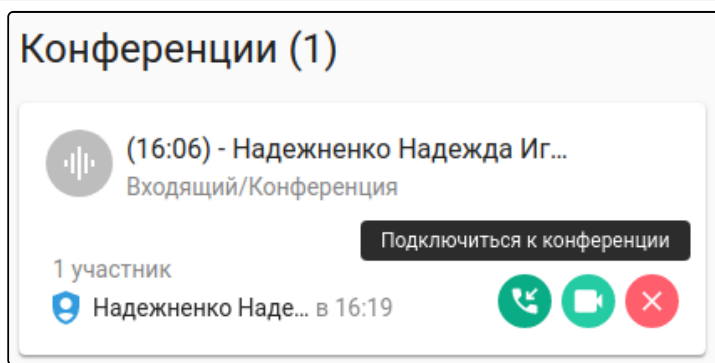 Конференции (1)
(16:06) - Надежненко Надежда Иг...
Входящий/Конференция
Подключиться к конференции
1 участник
Надежненко Наде... в 16:19